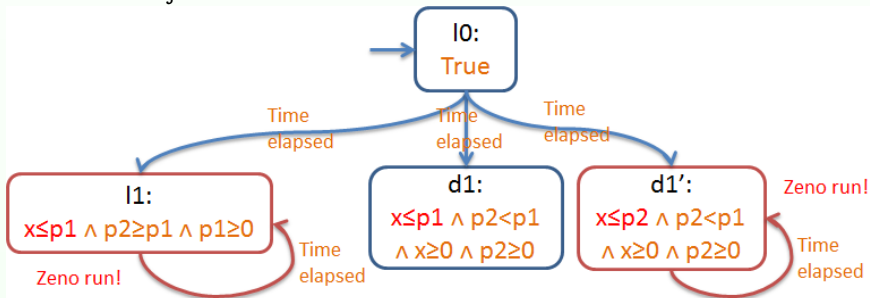 l0:
True
Time
elapsed
Time
elapsed
Time
elapsed
l1:
x≤p1 ∧ p2≥p1 ∧ p1≥0
Zeno run!
Time
elapsed
d1:
x≤p1 ∧ p2<p1
∧ x≥0 ∧ p2≥0
d1’:
x≤p2 ∧ p2<p1
∧ x≥0 ∧ p2≥0
Zeno run!
Time
elapsed